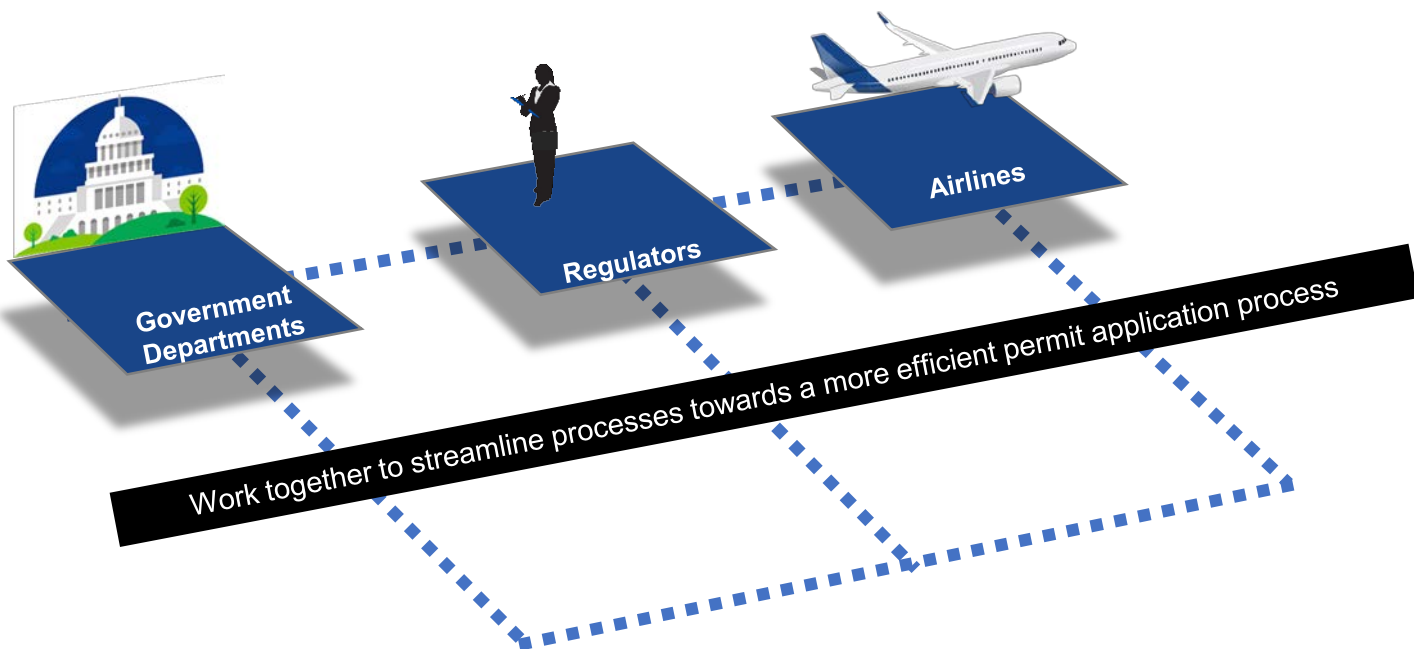 Government
Departments
Regulators
Airlines
Work together to streamline processes towards a more efficient permit application process